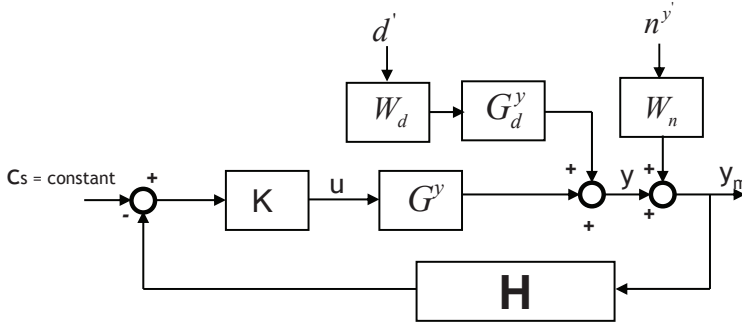 d'
n^{y'}
W_d
G_d^y
W_n
Cs = constant
+
-
K
u
G^y
+
+
y
+
+
y_m
H